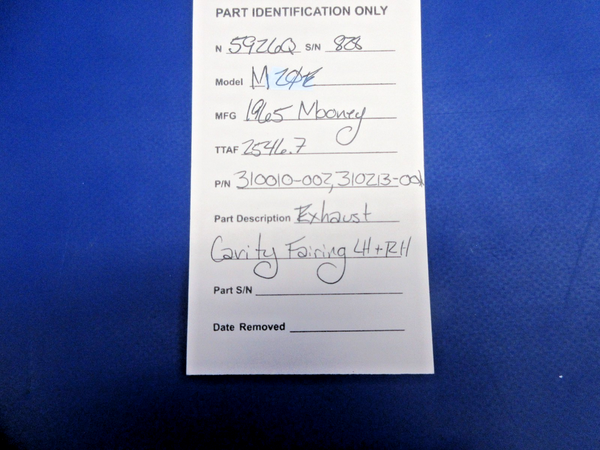 PART IDENTIFICATION ONLY
N 5926Q S/N 828
Model M20E
MFG 1965 Mooney
TTAF 2546.7
P/N 310010-002, 310213-001
Part Description Exhaust
Cavity Fairing LH + RH
Part S/N
Date Removed